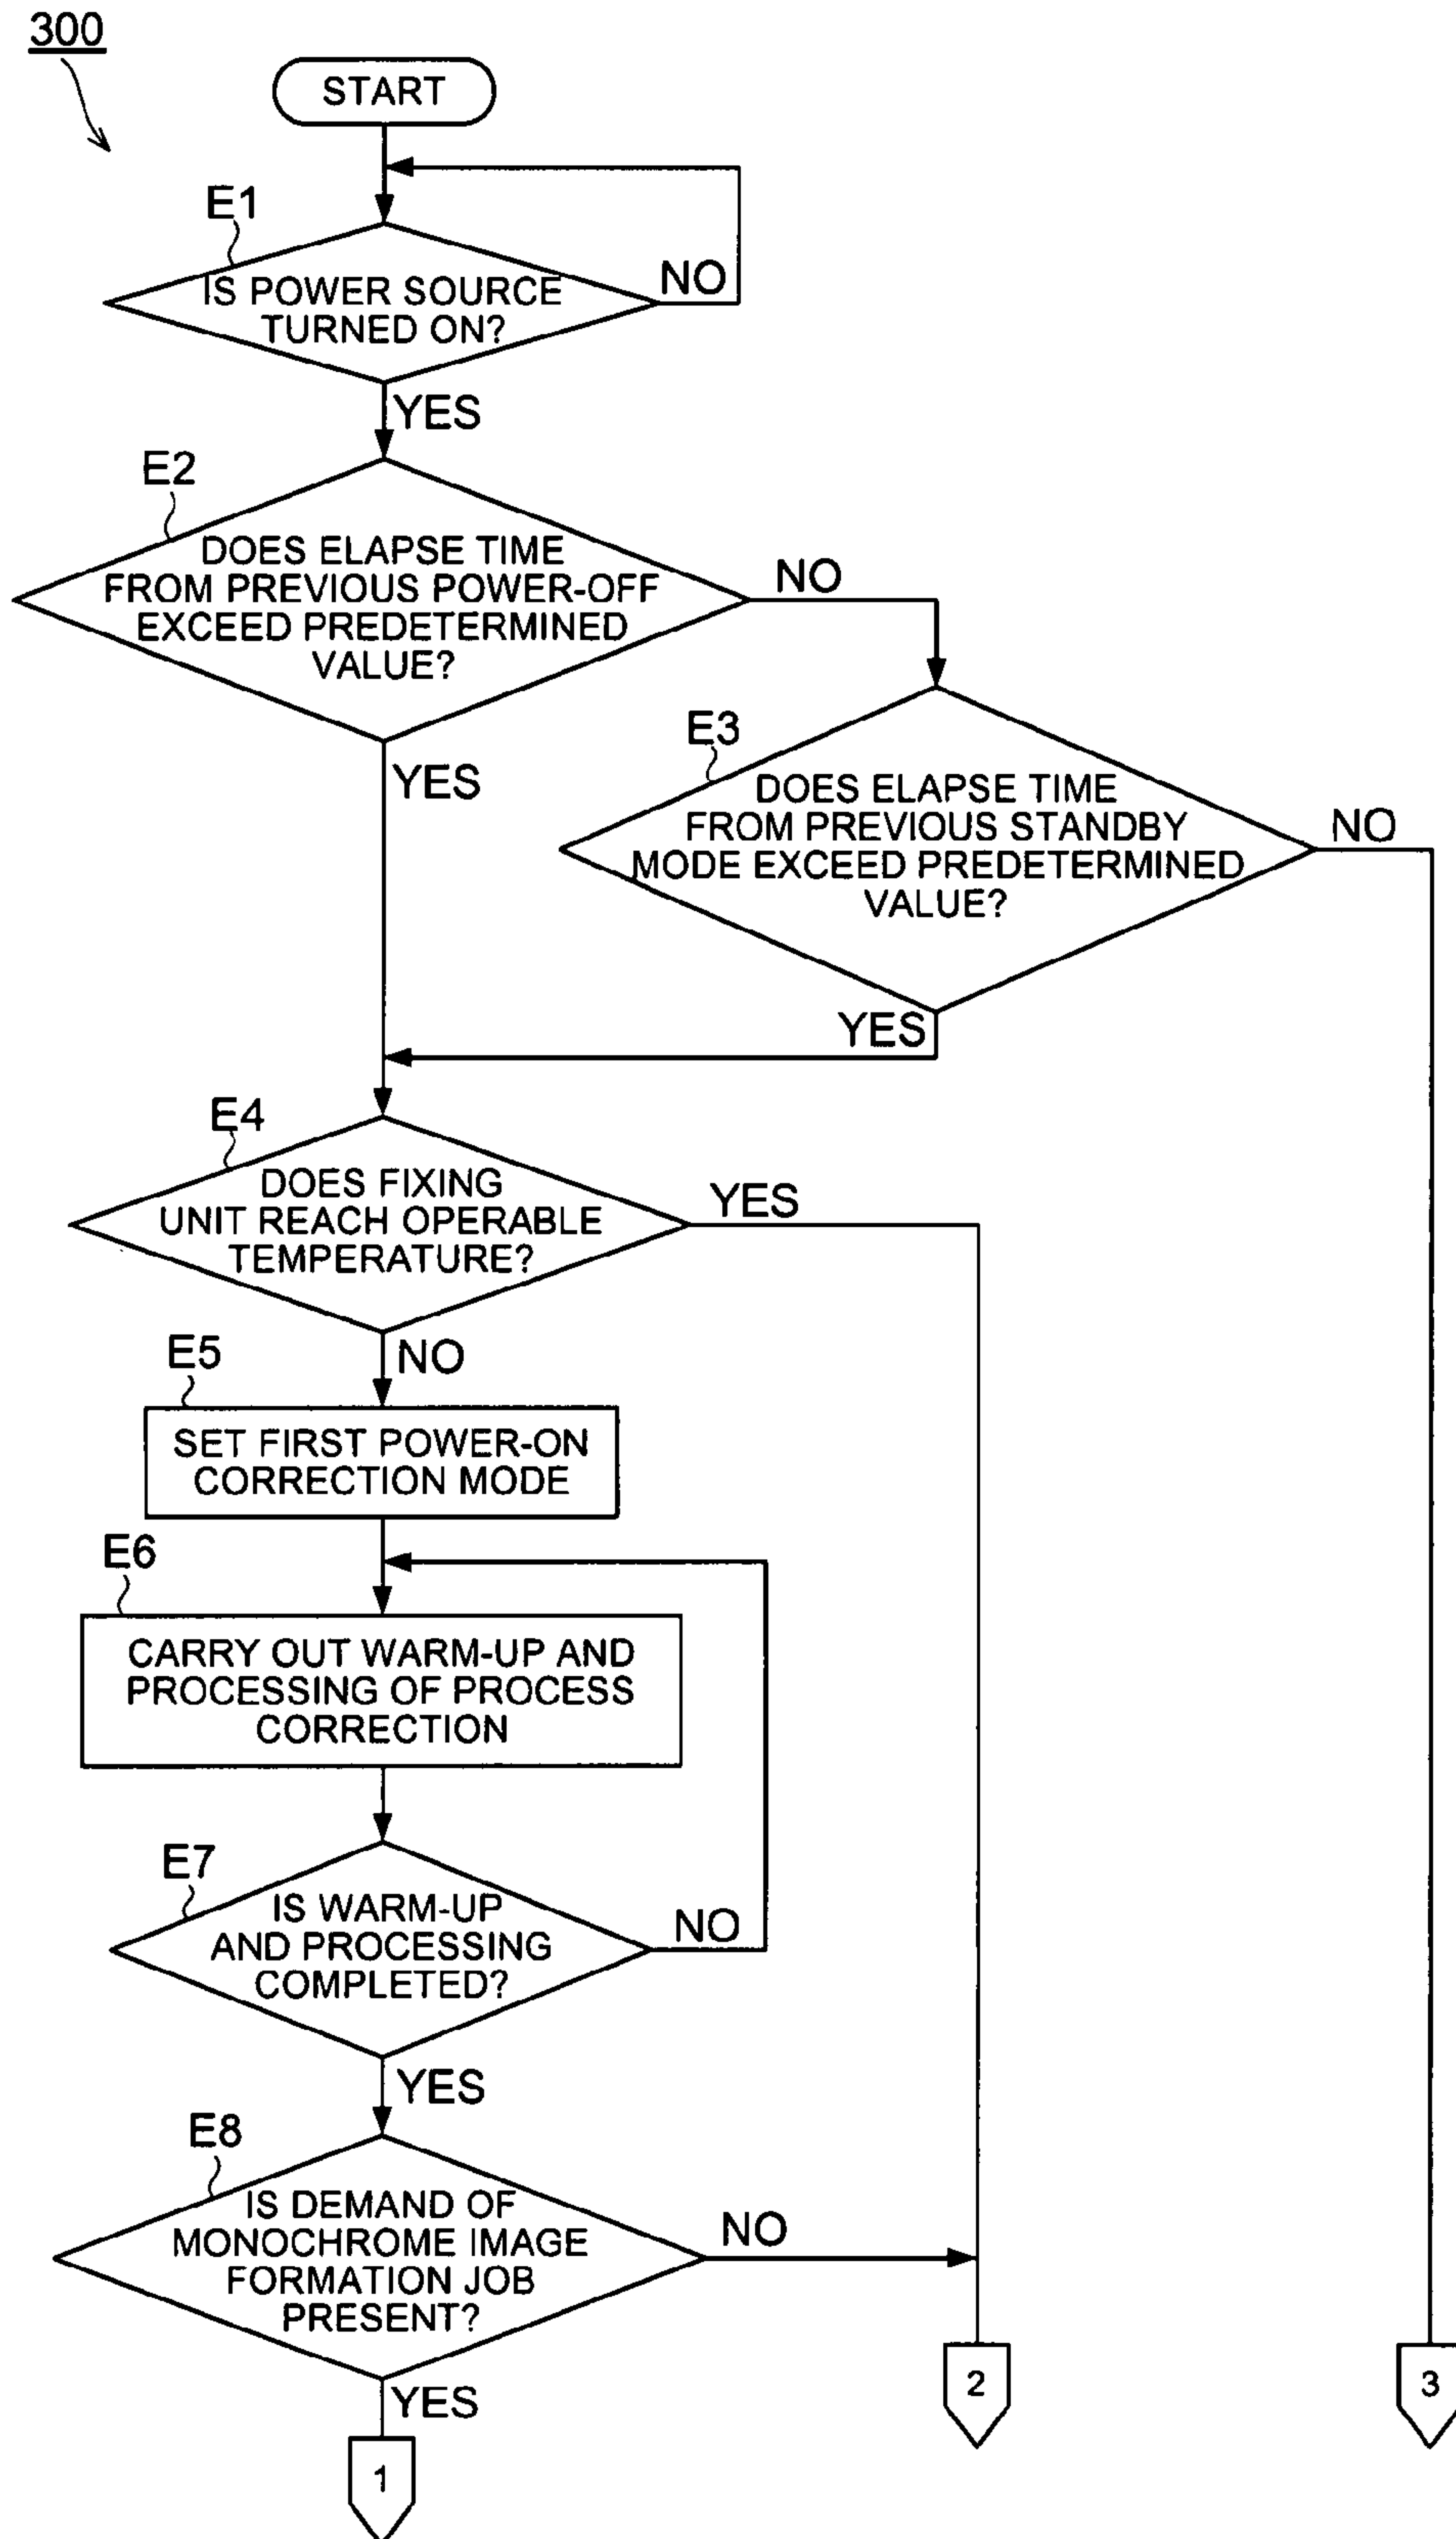 300
START
E1
IS POWER SOURCE
TURNED ON?
NO
YES
E2
DOES ELAPSE TIME
FROM PREVIOUS POWER-OFF
EXCEED PREDETERMINED
VALUE?
NO
YES
E3
DOES ELAPSE TIME
FROM PREVIOUS STANDBY
MODE EXCEED PREDETERMINED
VALUE?
NO
YES
E4
DOES FIXING
UNIT REACH OPERABLE
TEMPERATURE?
YES
NO
E5
SET FIRST POWER-ON
CORRECTION MODE
E6
CARRY OUT WARM-UP AND
PROCESSING OF PROCESS
CORRECTION
E7
IS WARM-UP
AND PROCESSING
COMPLETED?
NO
YES
E8
IS DEMAND OF
MONOCHROME IMAGE
FORMATION JOB
PRESENT?
NO
YES
2
3
1